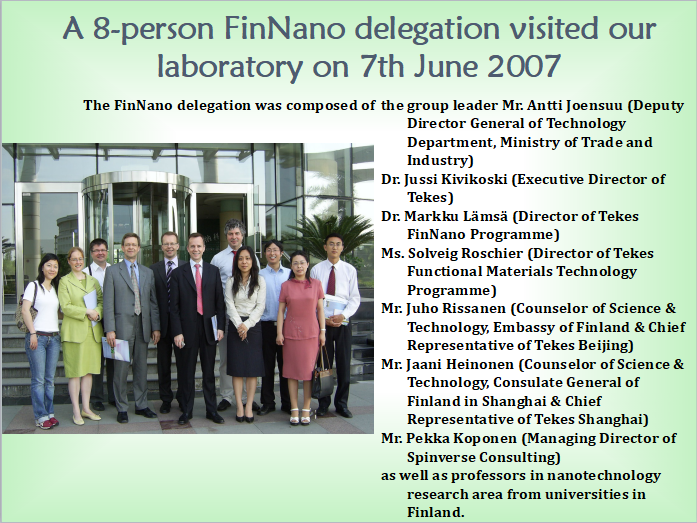 A 8-person FinNano delegation visited our
laboratory on 7th June 2007
The FinNano delegation was composed of the group leader Mr. Antti Joensuu (Deputy
Director General of Technology
Department, Ministry of Trade and
Industry)
Dr. Jussi Kivikoski (Executive Director of
Tekes)
Dr. Markku Lämsä (Director of Tekes
FinNano Programme)
Ms. Solveig Roschier (Director of Tekes
Functional Materials Technology
Programme)
Mr. Juho Rissanen (Counselor of Science &
Technology, Embassy of Finland & Chief
Representative of Tekes Beijing)
Mr. Jaani Heinonen (Counselor of Science &
Technology, Consulate General of
Finland in Shanghai & Chief
Representative of Tekes Shanghai)
Mr. Pekka Koponen (Managing Director of
Spinverse Consulting)
as well as professors in nanotechnology
research area from universities in
Finland.